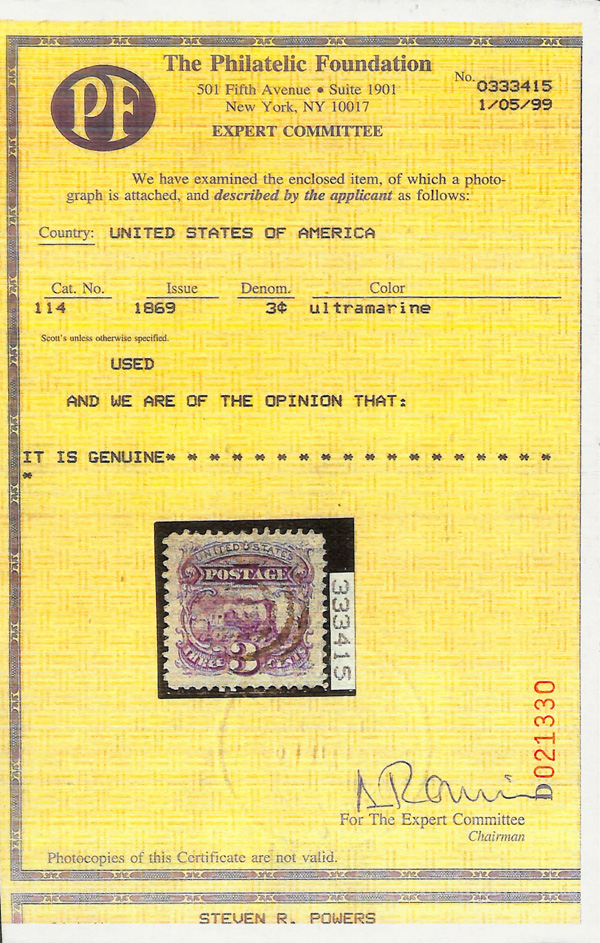 The Philatelic Foundation
PF
501 Fifth Avenue • Suite 1901
New York, NY 10017
EXPERT COMMITTEE
No. 0333415
1/05/99
We have examined the enclosed item, of which a photo-
graph is attached, and described by the applicant as follows:
Country: UNITED STATES OF AMERICA
Cat. No. Issue Denom. Color
114 1869 3¢ ultramarine
Scott's unless otherwise specified.
USED
AND WE ARE OF THE OPINION THAT:
IT IS GENUINE* * * * * * * * * * * * * * * * * *
*
UNITED STATES
POSTAGE
THREE 3 CENTS
333415
D021330
For The Expert Committee
Chairman
Photocopies of this Certificate are not valid.
STEVEN R. POWERS